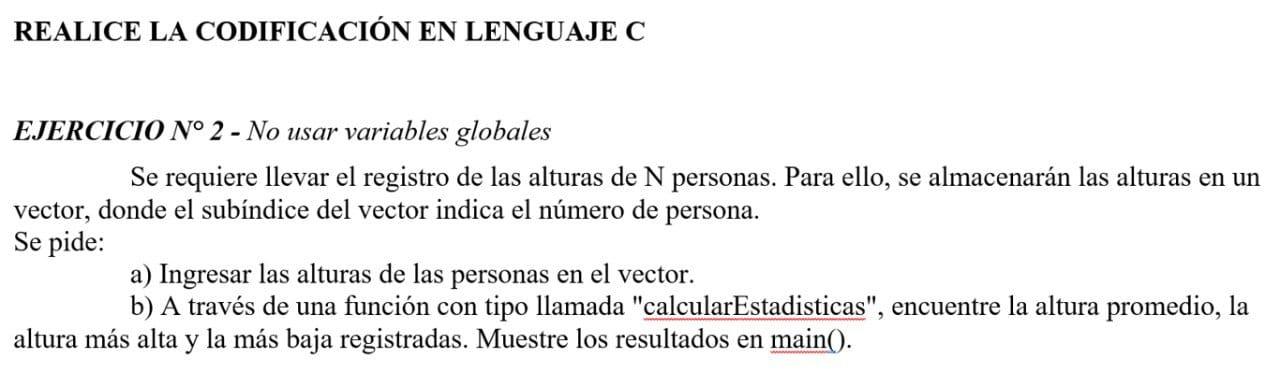 REALICE LA CODIFICACIÓN EN LENGUAJE C
EJERCICIO N° 2 - No usar variables globales
Se requiere llevar el registro de las alturas de N personas. Para ello, se almacenarán las alturas en un
vector, donde el subíndice del vector indica el número de persona.
Se pide:
a) Ingresar las alturas de las personas en el vector.
b) A través de una función con tipo llamada "calcularEstadisticas", encuentre la altura promedio, la
altura más alta y la más baja registradas. Muestre los resultados en main().